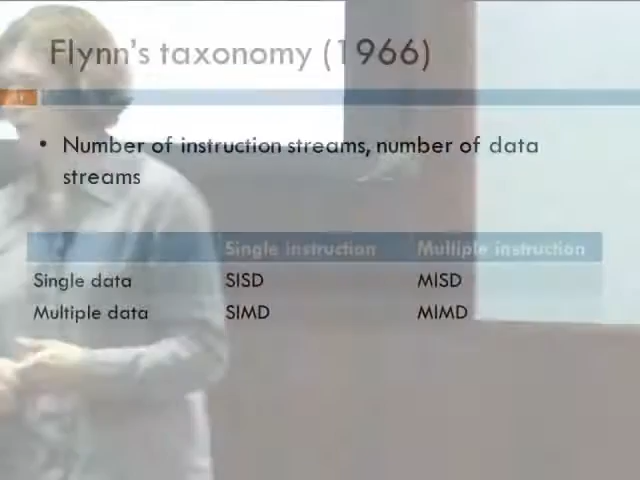 Flynn's taxonomy (1966)
• Number of instruction streams, number of data
streams
Single instruction Multiple instruction
Single data SISD MISD
Multiple data SIMD MIMD